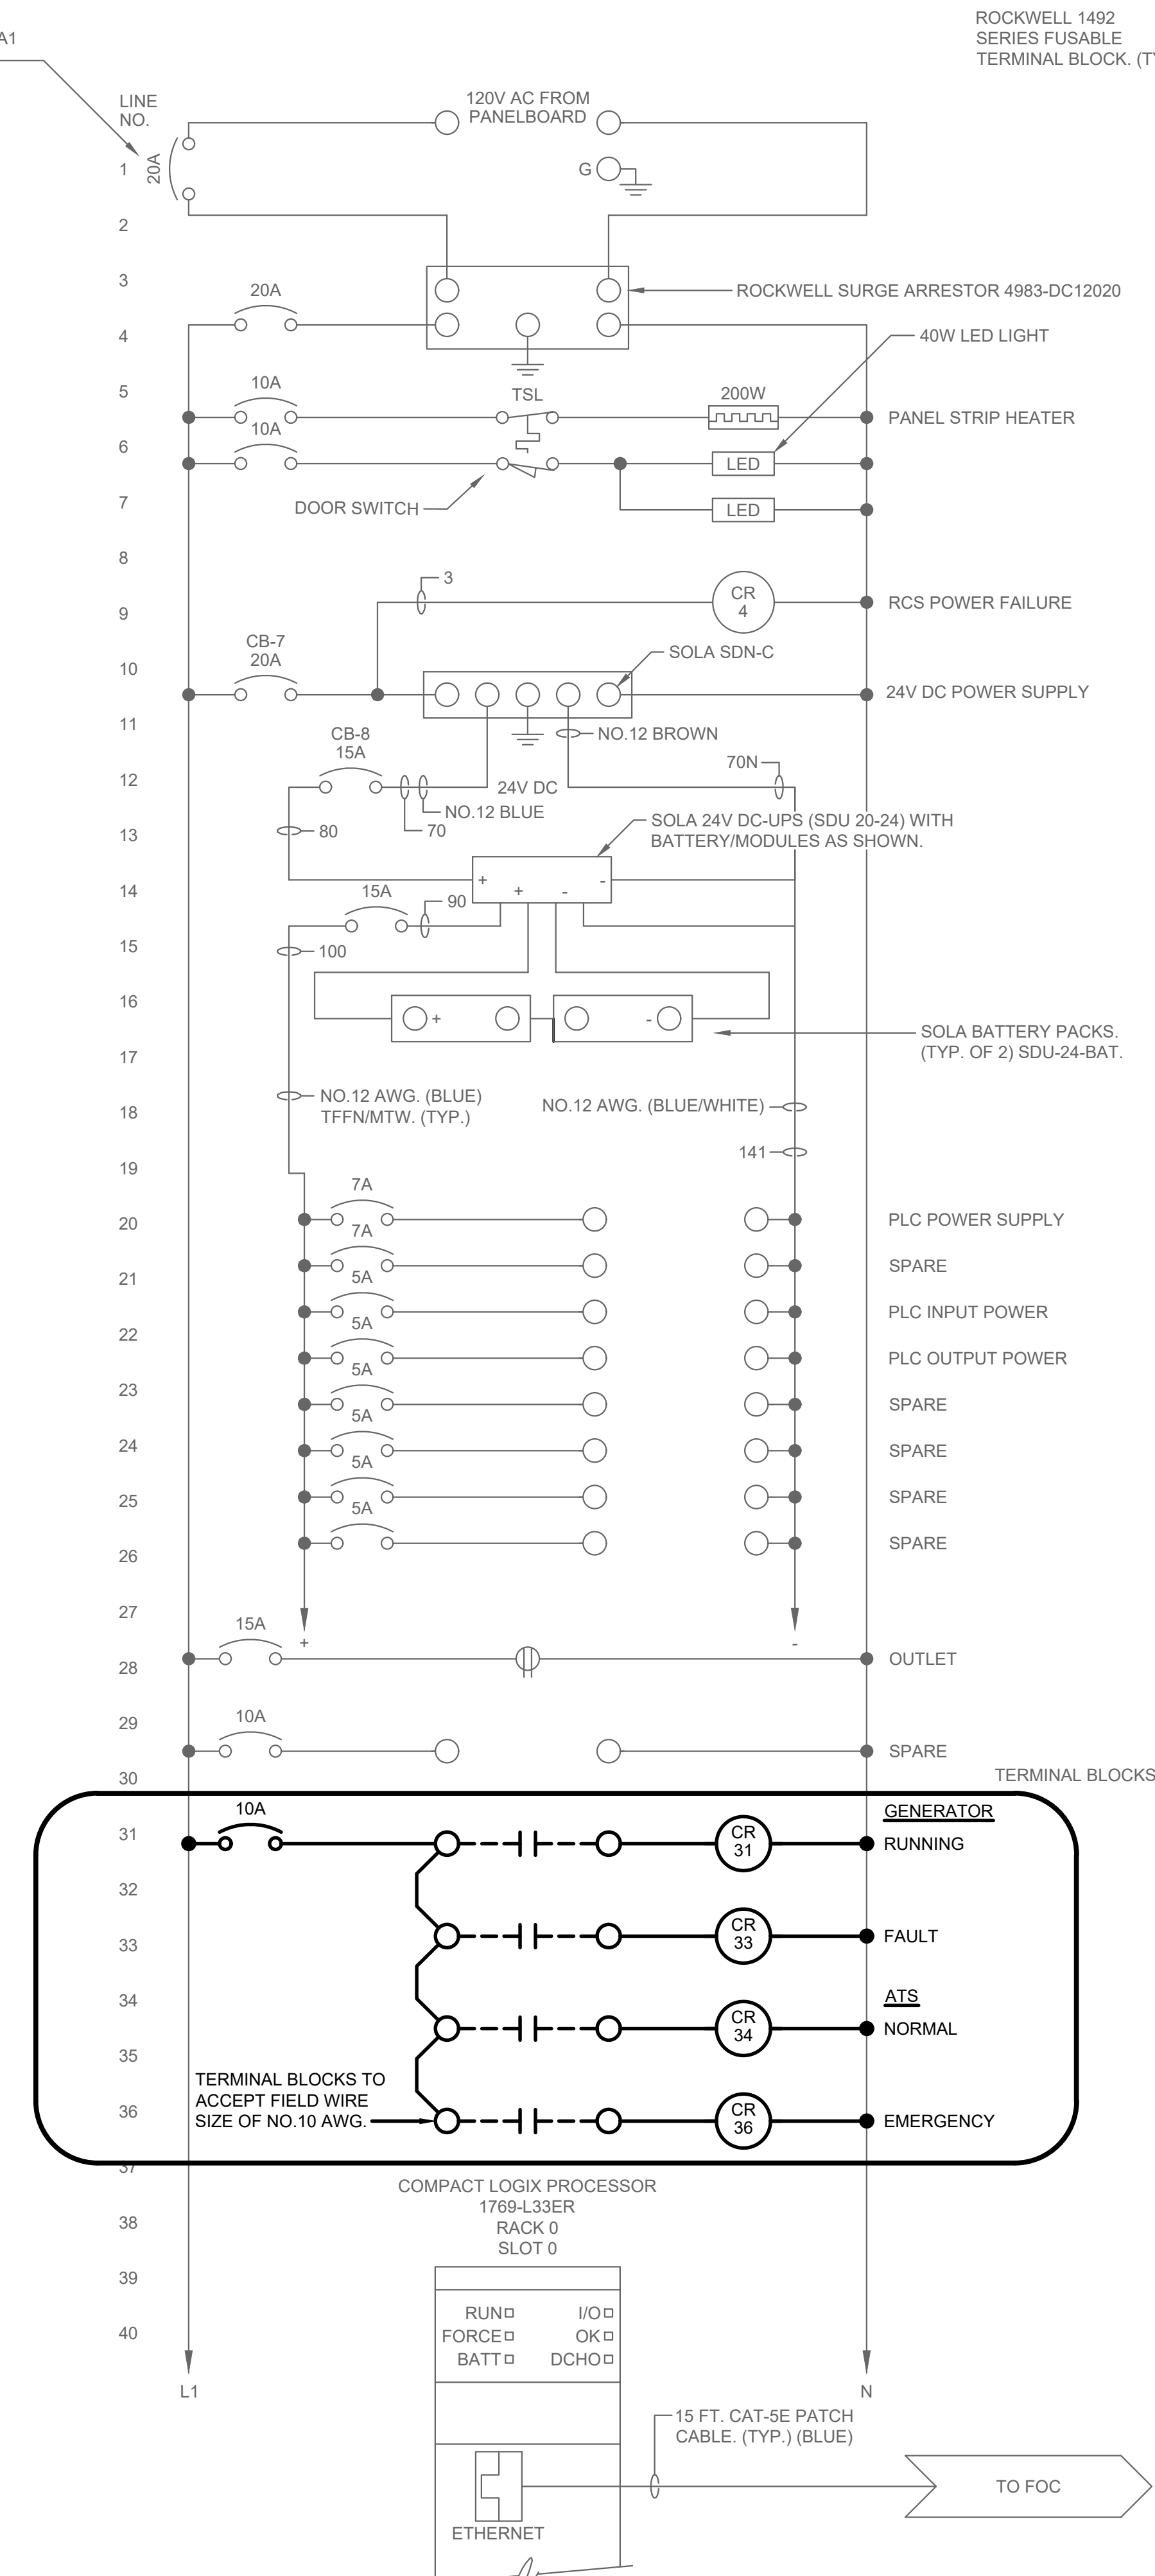 A1
ROCKWELL 1492
SERIES FUSABLE
TERMINAL BLOCK.
LINE
NO.
120V AC FROM
PANELBOARD
1
20A
G
2
3
20A
ROCKWELL SURGE ARRESTOR 4983-DC12020
4
40W LED LIGHT
5
10A
TSL
200W
PANEL STRIP HEATER
6
10A
LED
7
DOOR SWITCH
LED
8
3
9
CR
4
RCS POWER FAILURE
CB-7
20A
SOLA SDN-C
10
24V DC POWER SUPPLY
11
CB-8
15A
NO.12 BROWN
70N
12
24V DC
NO.12 BLUE
13
80
70
SOLA 24V DC-UPS (SDU 20-24) WITH
BATTERY/MODULES AS SHOWN.
+
+
-
-
14
15A
90
15
100
16
+
-
SOLA BATTERY PACKS.
(TYP. OF 2) SDU-24-BAT.
17
NO.12 AWG. (BLUE)
TFFN/MTW. (TYP.)
18
NO.12 AWG. (BLUE/WHITE)
141
19
7A
20
PLC POWER SUPPLY
7A
SPARE
21
5A
PLC INPUT POWER
22
5A
PLC OUTPUT POWER
23
5A
SPARE
24
5A
SPARE
25
5A
SPARE
26
5A
SPARE
27
15A
+
-
28
OUTLET
29
10A
SPARE
30
TERMINAL BLOCKS
10A
GENERATOR
31
CR
31
RUNNING
32
33
CR
33
FAULT
34
ATS
CR
34
NORMAL
35
TERMINAL BLOCKS TO
ACCEPT FIELD WIRE
SIZE OF NO.10 AWG.
36
CR
36
EMERGENCY
37
COMPACT LOGIX PROCESSOR
1769-L33ER
RACK 0
SLOT 0
38
39
RUN
I/O
40
FORCE
OK
BATT
DCHO
L1
N
15 FT. CAT-5E PATCH
CABLE. (TYP.) (BLUE)
TO FOC
ETHERNET